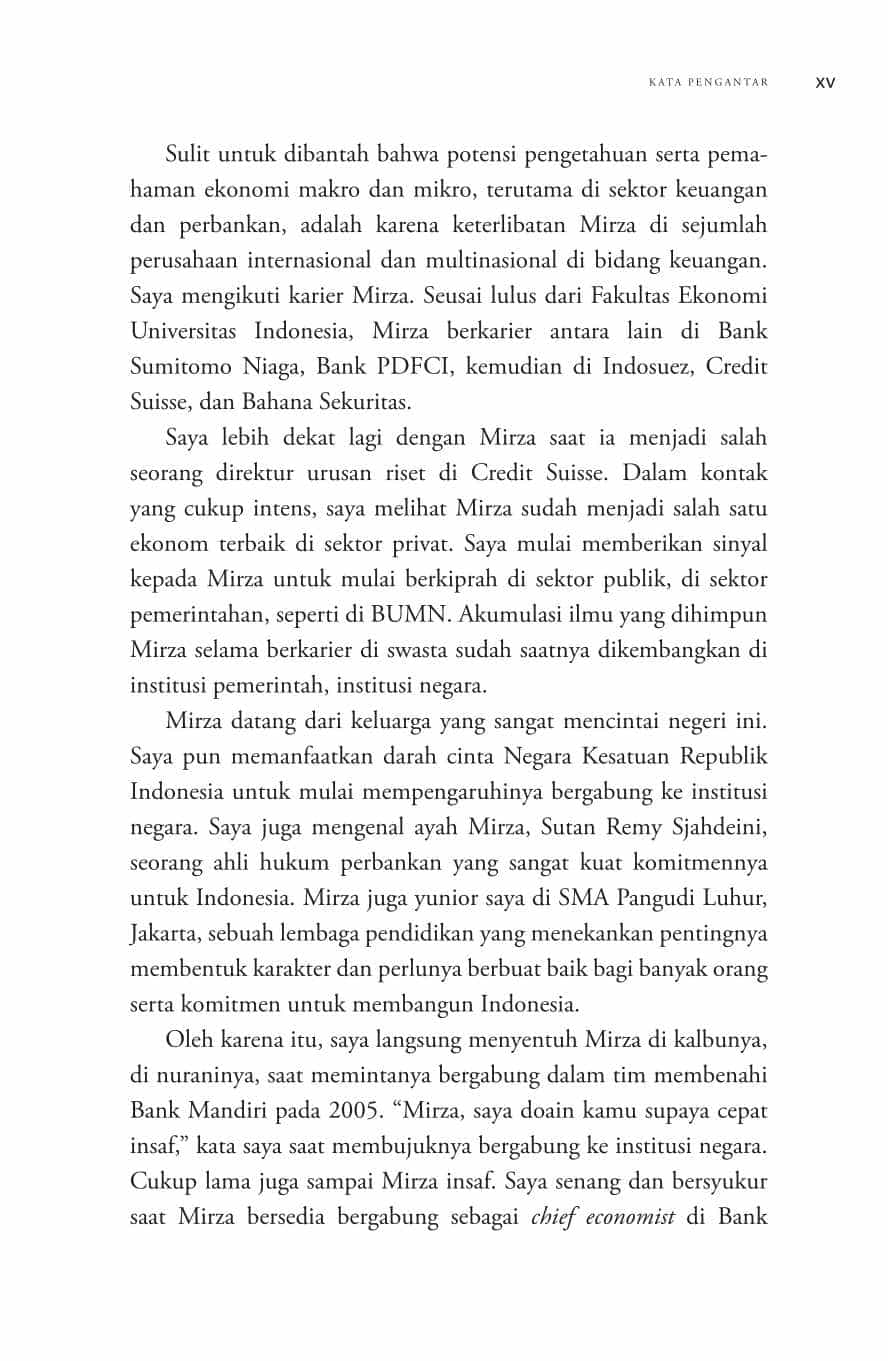 KATA PENGANTAR XV
Sulit untuk dibantah bahwa potensi pengetahuan serta pema-
haman ekonomi makro dan mikro, terutama di sektor keuangan
dan perbankan, adalah karena keterlibatan Mirza di sejumlah
perusahaan internasional dan multinasional di bidang keuangan.
Saya mengikuti karier Mirza. Seusai lulus dari Fakultas Ekonomi
Universitas Indonesia, Mirza berkarier antara lain di Bank
Sumitomo Niaga, Bank PDFCI, kemudian di Indosuez, Credit
Suisse, dan Bahana Sekuritas.
Saya lebih dekat lagi dengan Mirza saat ia menjadi salah
seorang direktur urusan riset di Credit Suisse. Dalam kontak
yang cukup intens, saya melihat Mirza sudah menjadi salah satu
ekonom terbaik di sektor privat. Saya mulai memberikan sinyal
kepada Mirza untuk mulai berkiprah di sektor publik, di sektor
pemerintahan, seperti di BUMN. Akumulasi ilmu yang dihimpun
Mirza selama berkarier di swasta sudah saatnya dikembangkan di
institusi pemerintah, institusi negara.
Mirza datang dari keluarga yang sangat mencintai negeri ini.
Saya pun memanfaatkan darah cinta Negara Kesatuan Republik
Indonesia untuk mulai mempengaruhinya bergabung ke institusi
negara. Saya juga mengenal ayah Mirza, Sutan Remy Sjahdeini,
seorang ahli hukum perbankan yang sangat kuat komitmennya
untuk Indonesia. Mirza juga yunior saya di SMA Pangudi Luhur,
Jakarta, sebuah lembaga pendidikan yang menekankan pentingnya
membentuk karakter dan perlunya berbuat baik bagi banyak orang
serta komitmen untuk membangun Indonesia.
Oleh karena itu, saya langsung menyentuh Mirza di kalbunya,
di nuraninya, saat memintanya bergabung dalam tim membenahi
Bank Mandiri pada 2005. “Mirza, saya doain kamu supaya cepat
insaf,” kata saya saat membujuknya bergabung ke institusi negara.
Cukup lama juga sampai Mirza insaf. Saya senang dan bersyukur
saat Mirza bersedia bergabung sebagai chief economist di Bank